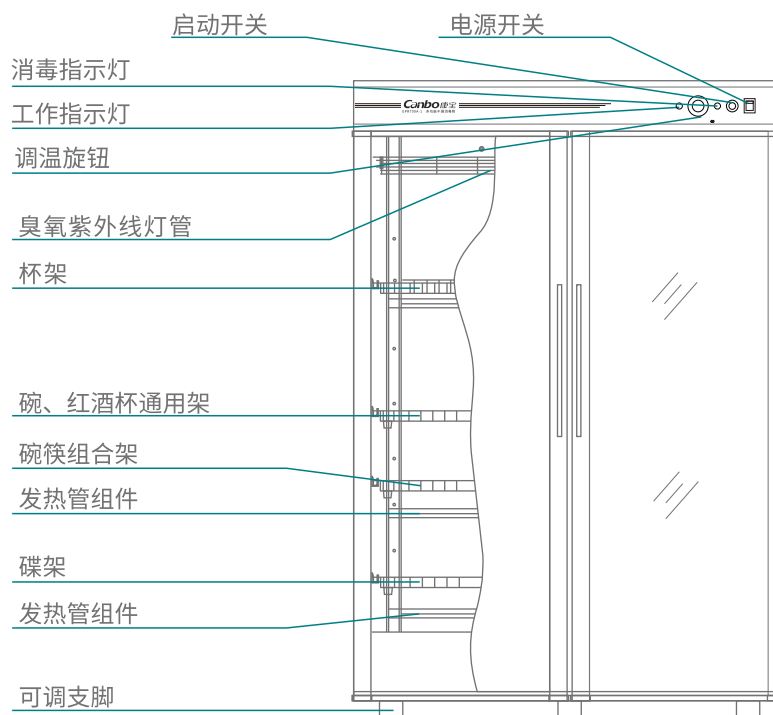 启动开关
电源开关
消毒指示灯
Canbo康宝
工作指示灯
调温旋钮
臭氧紫外线灯管
杯架
碗、红酒杯通用架
碗筷组合架
发热管组件
碟架
发热管组件
可调支脚